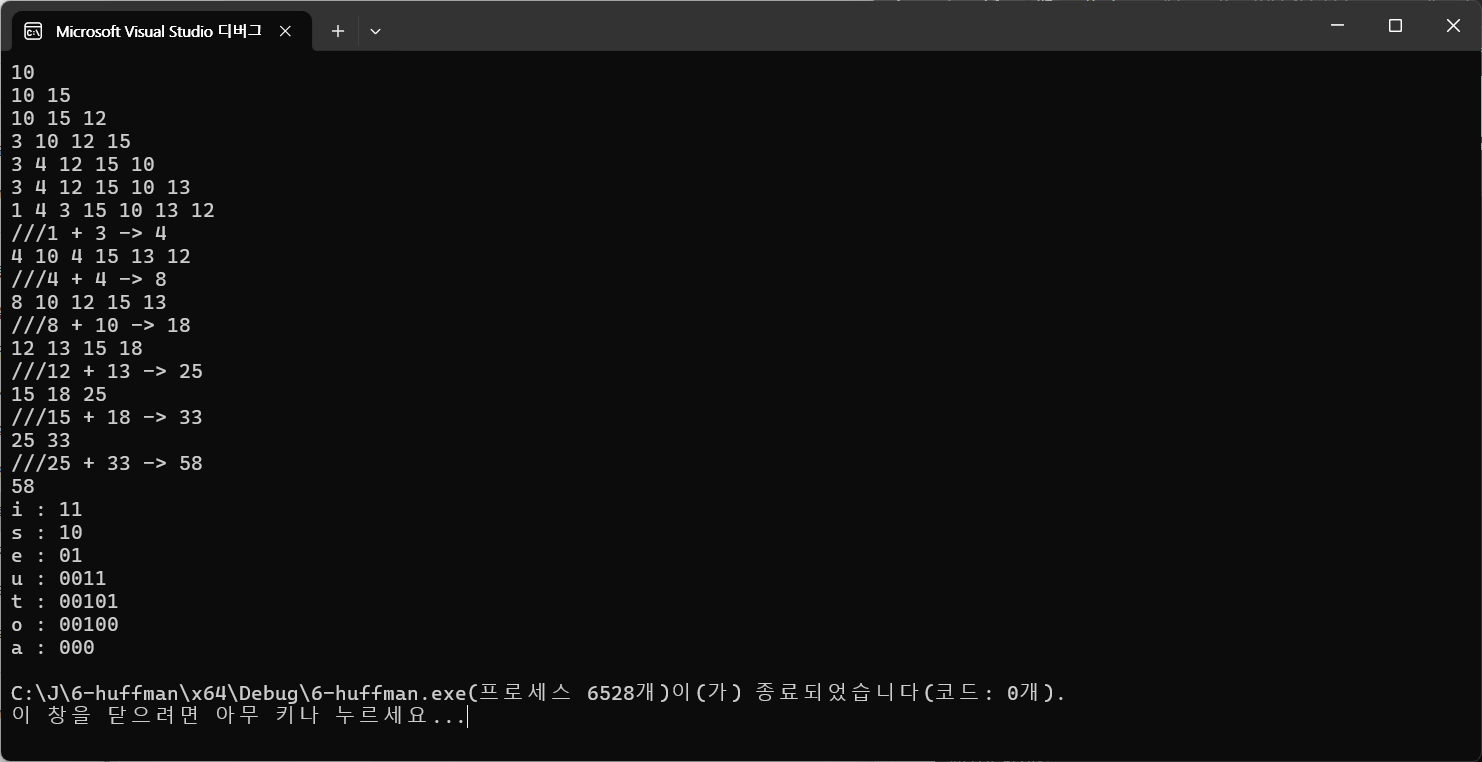 Microsoft Visual Studio 디버그
10
10 15
10 15 12
3 10 12 15
3 4 12 15 10
3 4 12 15 10 13
1 4 3 15 10 13 12
///1 + 3 -> 4
4 10 4 15 13 12
///4 + 4 -> 8
8 10 12 15 13
///8 + 10 -> 18
12 13 15 18
///12 + 13 -> 25
15 18 25
///15 + 18 -> 33
25 33
///25 + 33 -> 58
58
i : 11
s : 10
e : 01
u : 0011
t : 00101
o : 00100
a : 000
C:\J\6-huffman\x64\Debug\6-huffman.exe(프로세스 6528개)이(가) 종료되었습니다(코드: 0개).
이 창을 닫으려면 아무 키나 누르세요...